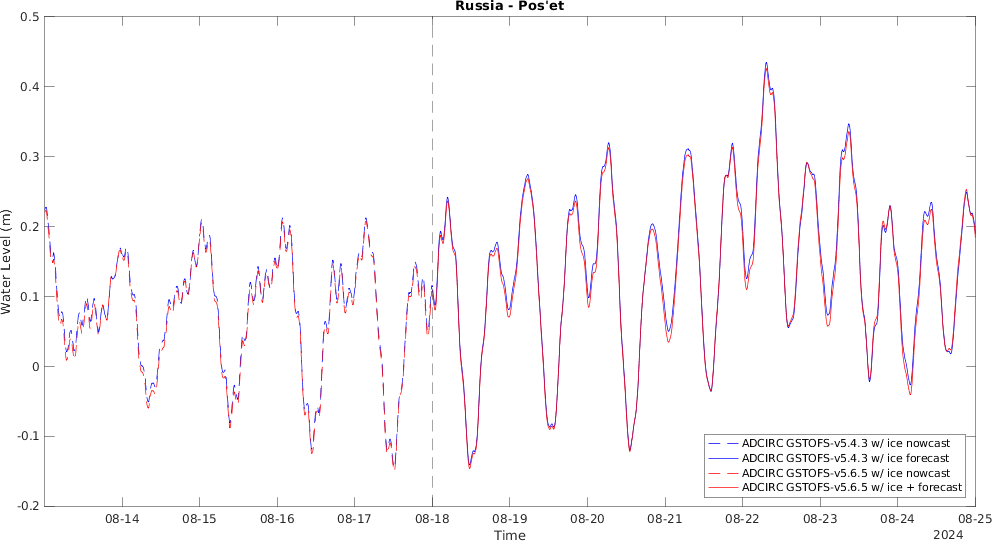 Russia - Pos'et
0.5
0.4
0.3
0.2
0.1
0
-0.1
-0.2
Water Level (m)
ADCIRC GSTOFS-v5.4.3 w/ ice nowcast
ADCIRC GSTOFS-v5.4.3 w/ ice forecast
ADCIRC GSTOFS-v5.6.5 w/ ice nowcast
ADCIRC GSTOFS-v5.6.5 w/ ice + forecast
08-14 08-15 08-16 08-17 08-18 08-19 08-20 08-21 08-22 08-23 08-24 08-25
Time
2024